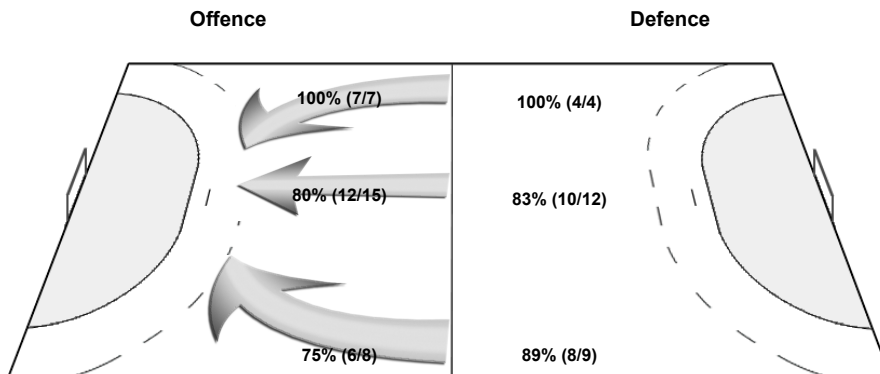 Offence Defence
100% (7/7) 100% (4/4)
80% (12/15) 83% (10/12)
75% (6/8) 89% (8/9)